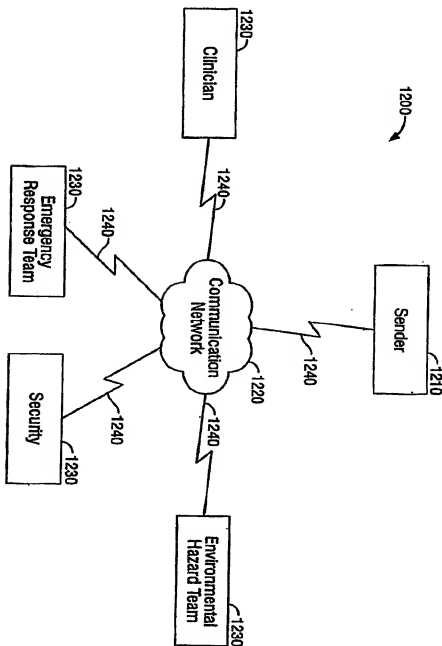 1210
1200
Sender
1240
1220
1230
Clinician
1240
Communication
Network
1240
1230
Environmental
Hazard Team
1240
1240
1230
Emergency
Response Team
1230
Security